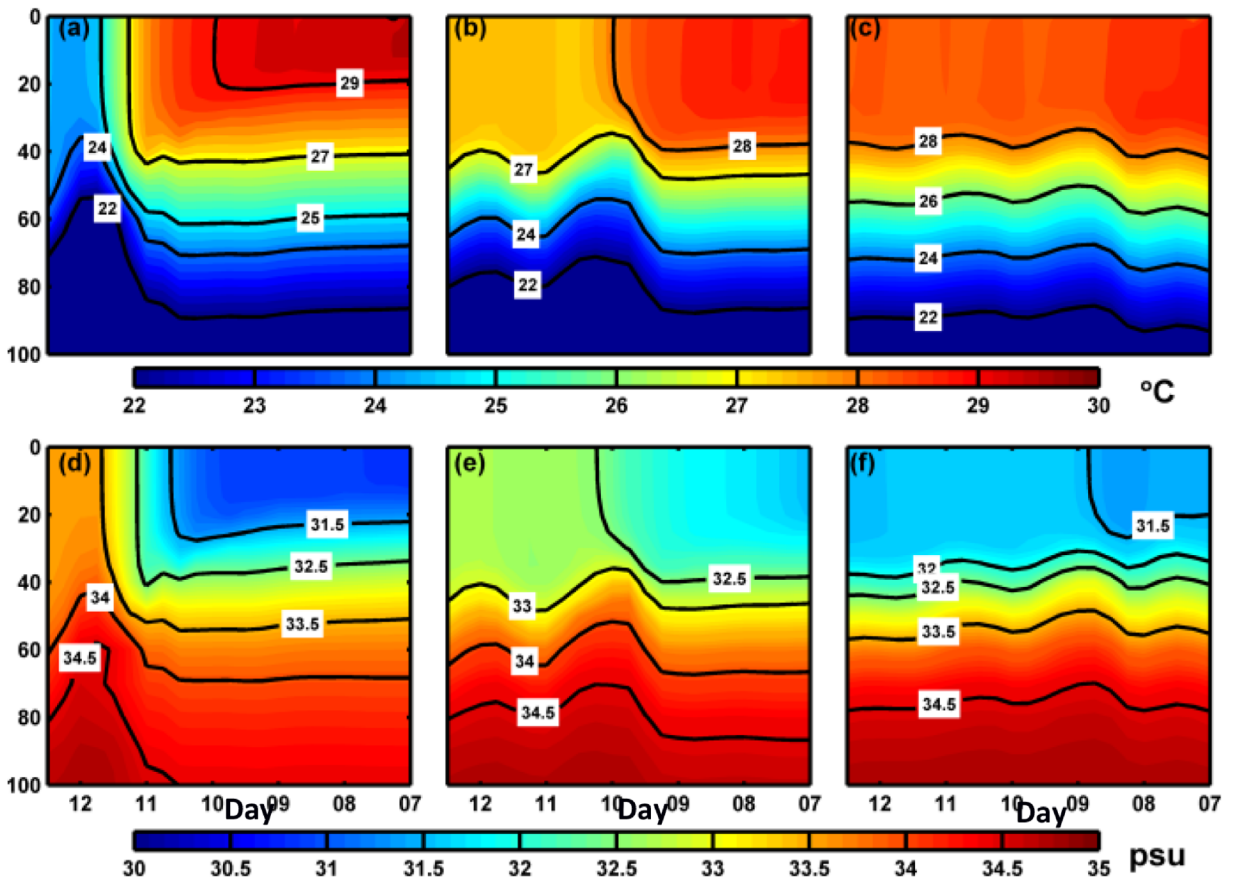 0 (a) (b) (c)
20
29
40 24 27 27 28 28
60 22 25 24 26
80 22 24
100 22
22 23 24 25 26 27 28 29 30 °C
0 (d) (e) (f)
20 31.5 31.5
40 34 32.5 33 32.5 32 32.5
60 34.5 33.5 34 33.5
80 34.5 34.5
100
12 11 10 09 08 07 12 11 10 09 08 07 12 11 10 09 08 07
Day Day Day
30 30.5 31 31.5 32 32.5 33 33.5 34 34.5 35 psu